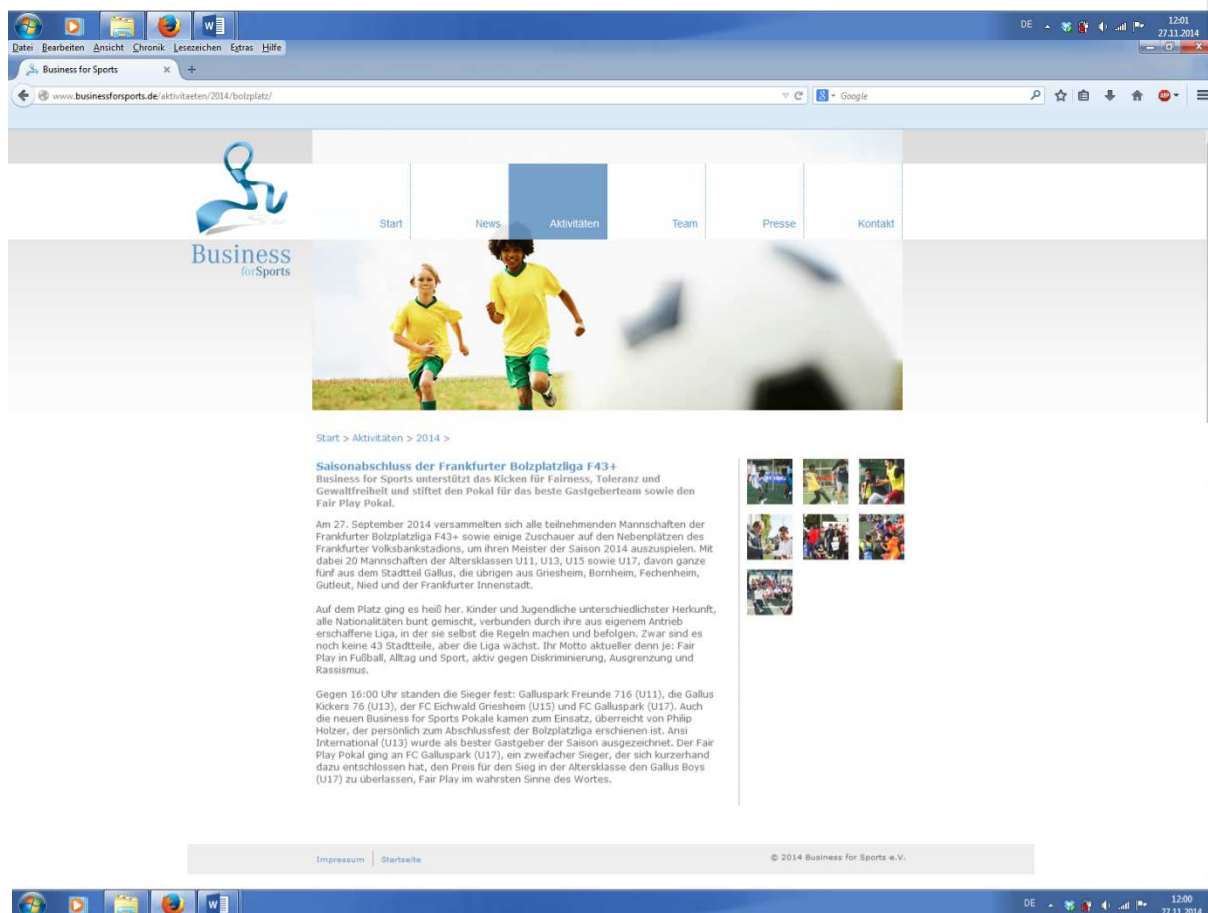 DE
12:01
27.11.2014
Datei Bearbeiten Ansicht Chronik Lesezeichen Extras Hilfe
Business for Sports
www.businessforsports.de/aktivitaeten/2014/bolzplatz/
Google
Start News Aktivitäten Team Presse Kontakt
Business
forSports
Start > Aktivitäten > 2014 >
Saisonabschluss der Frankfurter Bolzplatzliga F43+
Business for Sports unterstützt das Kicken für Fairness, Toleranz und
Gewaltfreiheit und stiftet den Pokal für das beste Gastgeberteam sowie den
Fair Play Pokal.
Am 27. September 2014 versammelten sich alle teilnehmenden Mannschaften der
Frankfurter Bolzplatzliga F43+ sowie einige Zuschauer auf den Nebenplätzen des
Frankfurter Volksbankstadions, um ihren Meister der Saison 2014 auszuspielen. Mit
dabei 20 Mannschaften der Altersklassen U11, U13, U15 sowie U17, davon ganze
fünf aus dem Stadtteil Gallus, die übrigen aus Griesheim, Bornheim, Fechenheim,
Gutleut, Nied und der Frankfurter Innenstadt.
Auf dem Platz ging es heiß her. Kinder und Jugendliche unterschiedlichster Herkunft,
alle Nationalitäten bunt gemischt, verbunden durch ihre aus eigenem Antrieb
erschaffene Liga, in der sie selbst die Regeln machen und befolgen. Zwar sind es
noch keine 43 Stadtteile, aber die Liga wächst. Ihr Motto aktueller denn je: Fair
Play in Fußball, Alltag und Sport, aktiv gegen Diskriminierung, Ausgrenzung und
Rassismus.
Gegen 16:00 Uhr standen die Sieger fest: Galluspark Freunde 716 (U11), die Gallus
Kickers 76 (U13), der FC Eichwald Griesheim (U15) und FC Galluspark (U17). Auch
die neuen Business for Sports Pokale kamen zum Einsatz, überreicht von Philip
Holzer, der persönlich zum Abschlussfest der Bolzplatzliga erschienen ist. Ansi
International (U13) wurde als bester Gastgeber der Saison ausgezeichnet. Der Fair
Play Pokal ging an FC Galluspark (U17), ein zweifacher Sieger, der sich kurzerhand
dazu entschlossen hat, den Preis für den Sieg in der Altersklasse den Gallus Boys
(U17) zu überlassen, Fair Play im wahrsten Sinne des Wortes.
Impressum Startseite
© 2014 Business for Sports e.V.
DE
12:00
27.11.2014